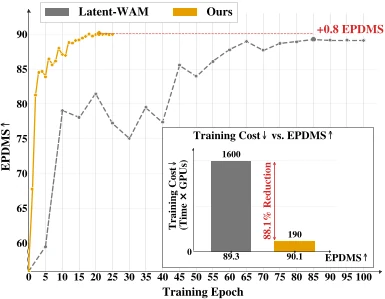 Latent-WAM
Ours
+0.8 EPDMS
EPDMS↑
90
85
80
75
70
65
60
0 5 10 15 20 25 30 35 40 45 50 55 60 65 70 75 80 85 90 95 100
Training Epoch
Training Cost↓ vs. EPDMS↑
Training Cost↓
(Time × GPUs)
1600
88.1% Reduction
190
0
89.3
90.1
EPDMS↑